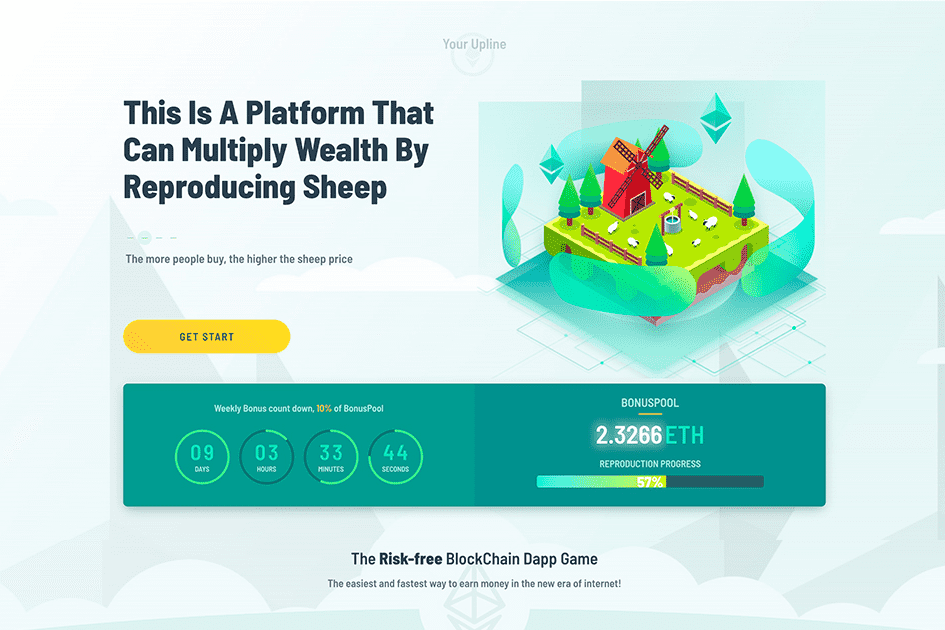 Your Upline
This Is A Platform That
Can Multiply Wealth By
Reproducing Sheep
The more people buy, the higher the sheep price
GET START
Weekly Bonus count down, 10% of BonusPool
09
DAYS
03
HOURS
33
MINUTES
44
SECONDS
BONUSPOOL
2.3266 ETH
REPRODUCTION PROGRESS
57%
The Risk-free BlockChain Dapp Game
The easiest and fastest way to earn money in the new era of internet!